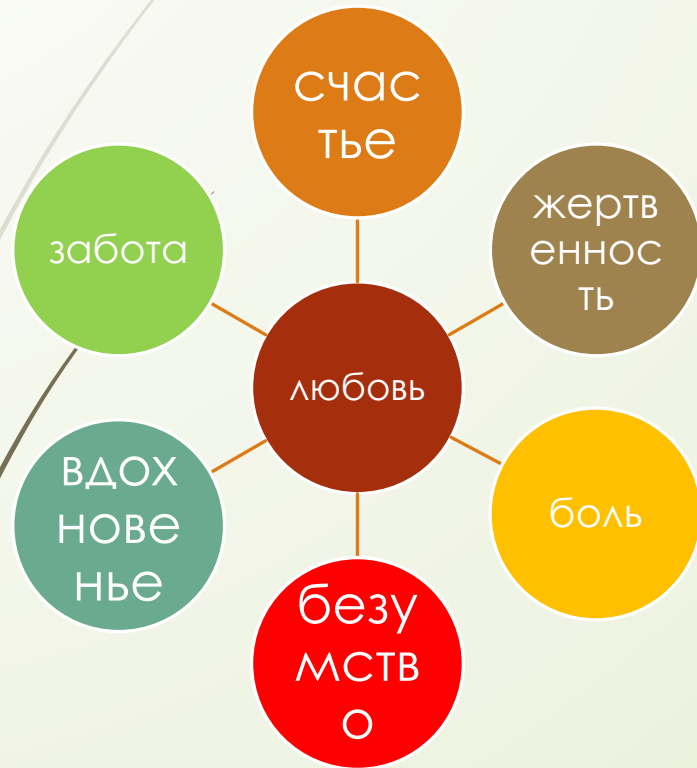 счас
тье
жертв
еннос
ть
забота
любовь
боль
вдох
нове
нье
безу
мств
о